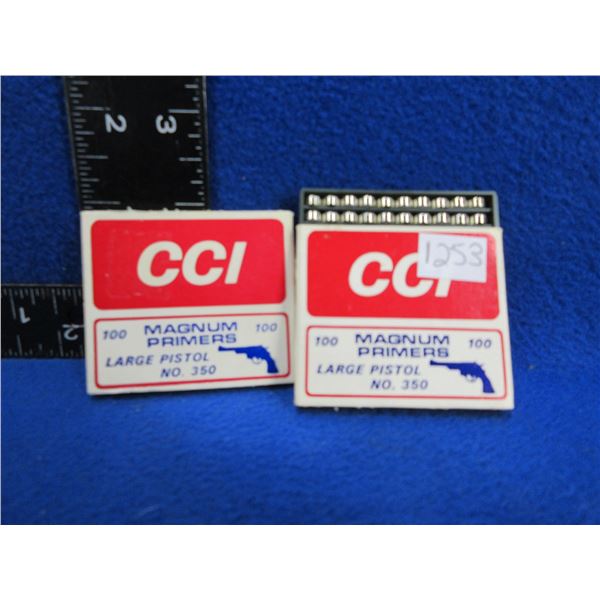 2
3
1
2
CCI
100 MAGNUM 100
PRIMERS
LARGE PISTOL
NO. 350
CCI
1253
100 MAGNUM 100
PRIMERS
LARGE PISTOL
NO. 350